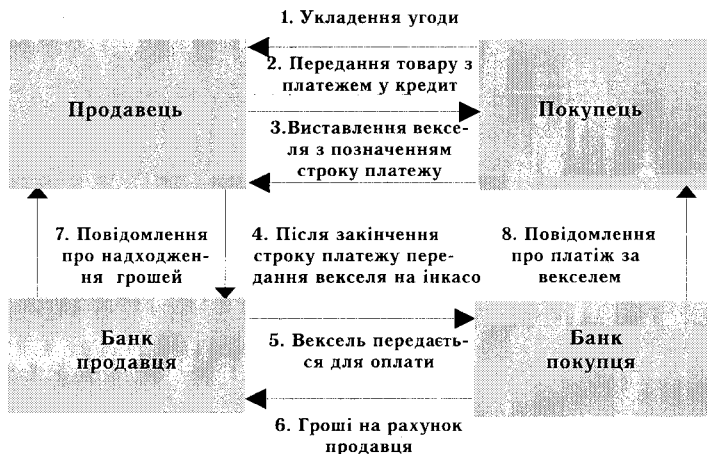 1. Укладення угоди
Продавець
2. Передання товару з
платежем у кредит
Покупець
3.Виставлення вексе-
ля з позначенням
строку платежу
7. Повідомлення
про надходжен-
ня грошей
4. Після закінчення
строку платежу пере-
дання векселя на інкасо
8. Повідомлення
про платіж за
векселем
Банк
продавця
5. Вексель передаєть-
ся для оплати
Банк
покупця
6. Гроші на рахунок
продавця